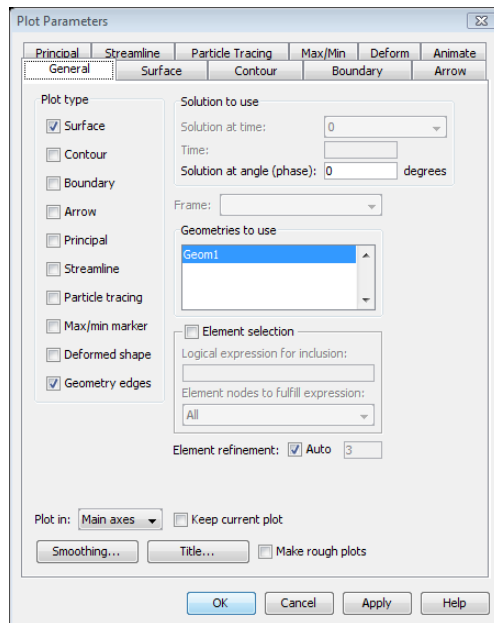 Plot Parameters
Principal Streamline Particle Tracing Max/Min Deform Animate
General Surface Contour Boundary Arrow
Plot type
Surface
Contour
Boundary
Arrow
Principal
Streamline
Particle tracing
Max/min marker
Deformed shape
Geometry edges
Solution to use
Solution at time: 0
Time:
Solution at angle (phase): 0 degrees
Frame:
Geometries to use
Geom1
Element selection
Logical expression for inclusion:
Element nodes to fulfill expression:
All
Element refinement: Auto 3
Plot in: Main axes Keep current plot
Smoothing... Title... Make rough plots
OK Cancel Apply Help